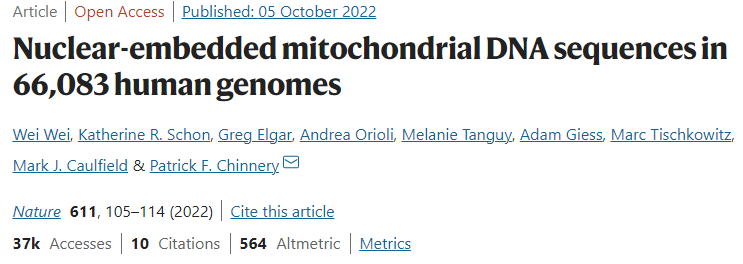 Article | Open Access | Published: 05 October 2022
Nuclear-embedded mitochondrial DNA sequences in
66,083 human genomes
Wei Wei, Katherine R. Schon, Greg Elgar, Andrea Orioli, Melanie Tanguy, Adam Giess, Marc Tischkowitz,
Mark J. Caulfield & Patrick F. Chinnery
Nature 611, 105–114 (2022) | Cite this article
37k Accesses | 10 Citations | 564 Altmetric | Metrics